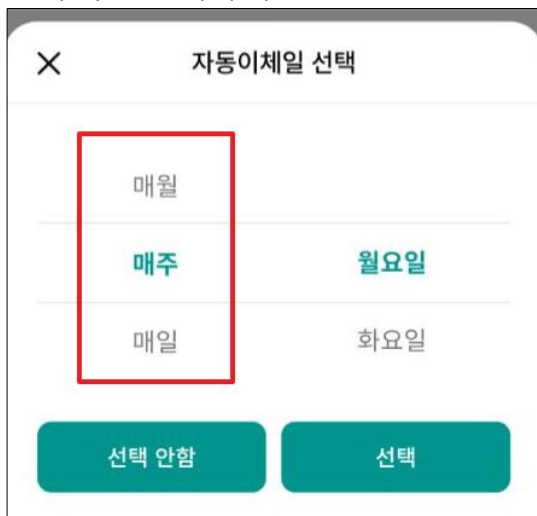 자동이체일 선택
매월
매주 월요일
매일 화요일
선택 안함 선택